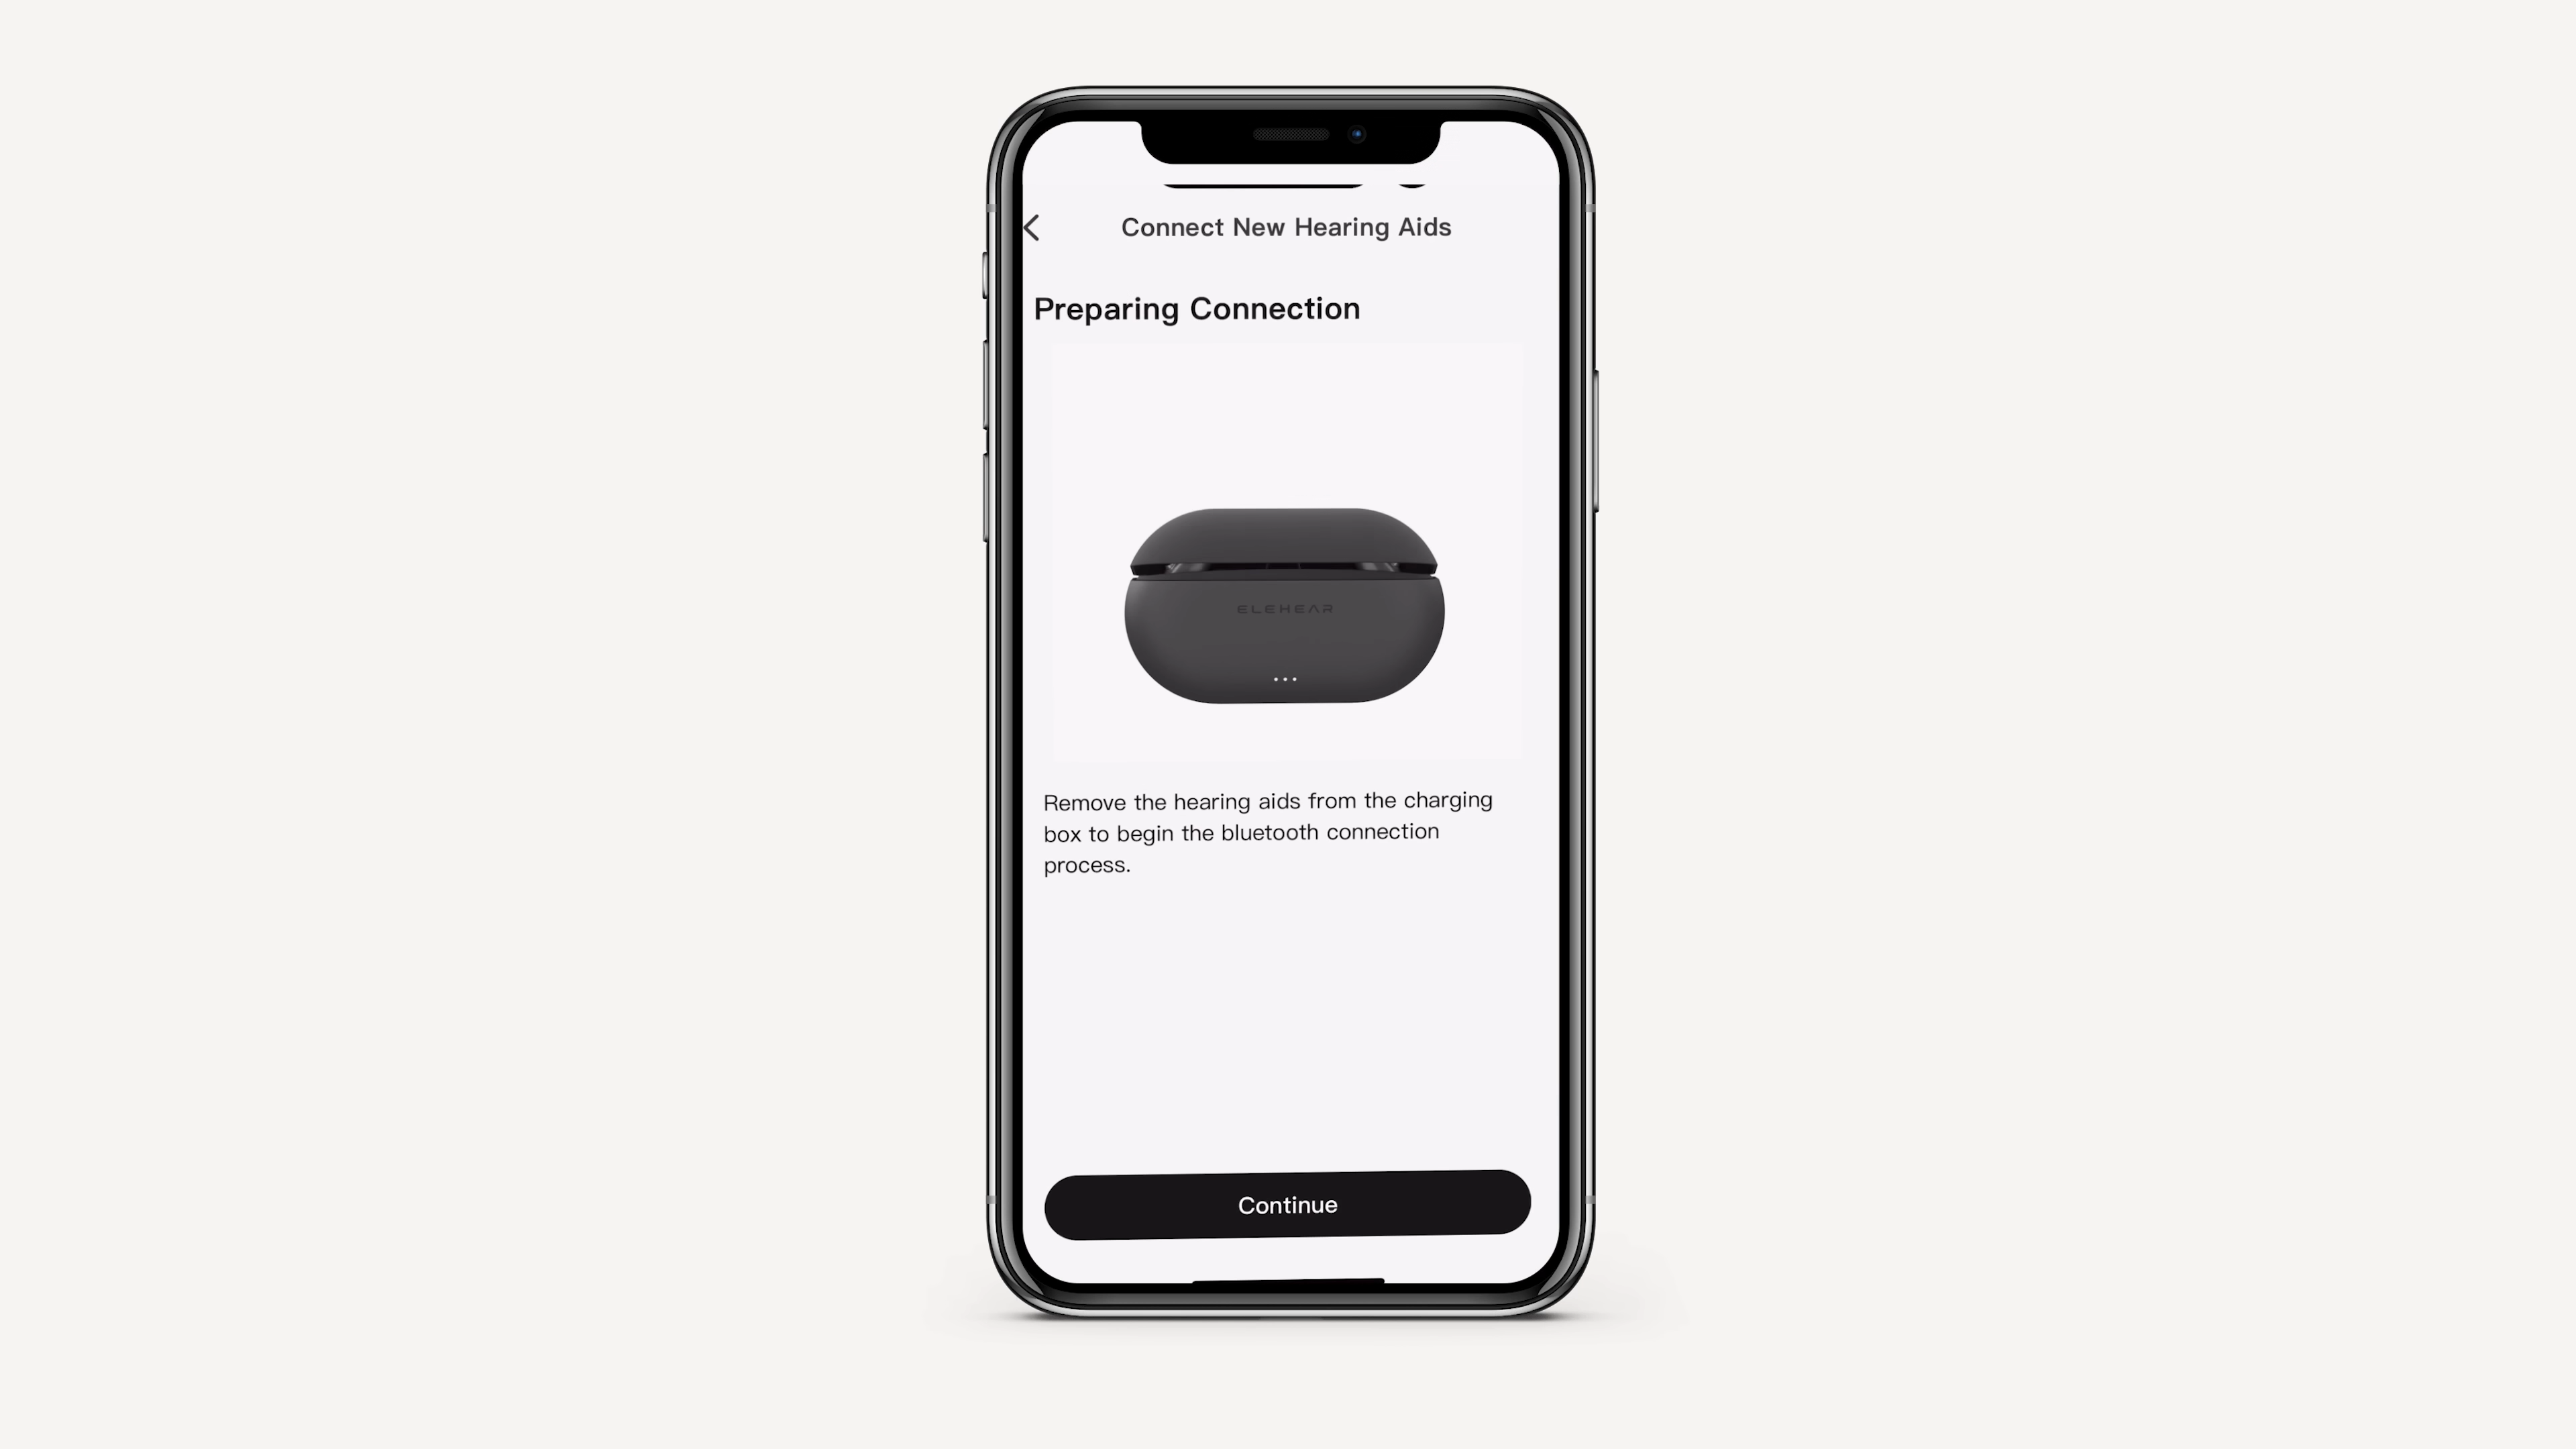 Connect New Hearing Aids
Preparing Connection
ELEHEAR
Remove the hearing aids from the charging
box to begin the bluetooth connection
process.
Continue